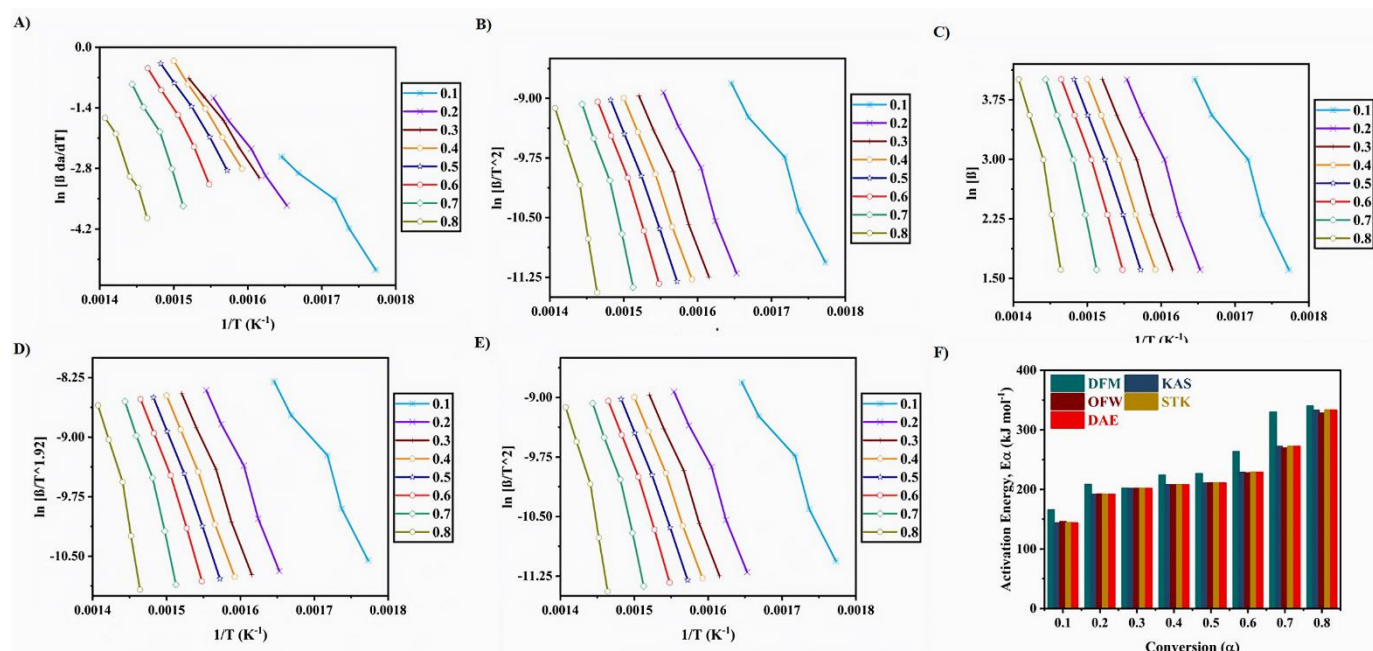 A)
ln [ß da/dT]
0.0
-1.4
-2.8
-4.2
0.0014 0.0015 0.0016 0.0017 0.0018
1/T (K-1)
0.1
0.2
0.3
0.4
0.5
0.6
0.7
0.8
B)
ln [ß/T^2]
-9.00
-9.75
-10.50
-11.25
0.0014 0.0015 0.0016 0.0017 0.0018
0.1
0.2
0.3
0.4
0.5
0.6
0.7
0.8
C)
ln [ß]
3.75
3.00
2.25
1.50
0.0014 0.0015 0.0016 0.0017 0.0018
1/T (K-1)
0.1
0.2
0.3
0.4
0.5
0.6
0.7
0.8
D)
ln [ß/T^1.92]
-8.25
-9.00
-9.75
-10.50
0.0014 0.0015 0.0016 0.0017 0.0018
1/T (K-1)
0.1
0.2
0.3
0.4
0.5
0.6
0.7
0.8
E)
ln [ß/T^2]
-9.00
-9.75
-10.50
-11.25
0.0014 0.0015 0.0016 0.0017 0.0018
1/T (K-1)
0.1
0.2
0.3
0.4
0.5
0.6
0.7
0.8
F)
Activation Energy, Eα (kJ mol-1)
400
300
200
100
0
DFM KAS
OFW STK
DAE
0.1 0.2 0.3 0.4 0.5 0.6 0.7 0.8
Conversion (α)